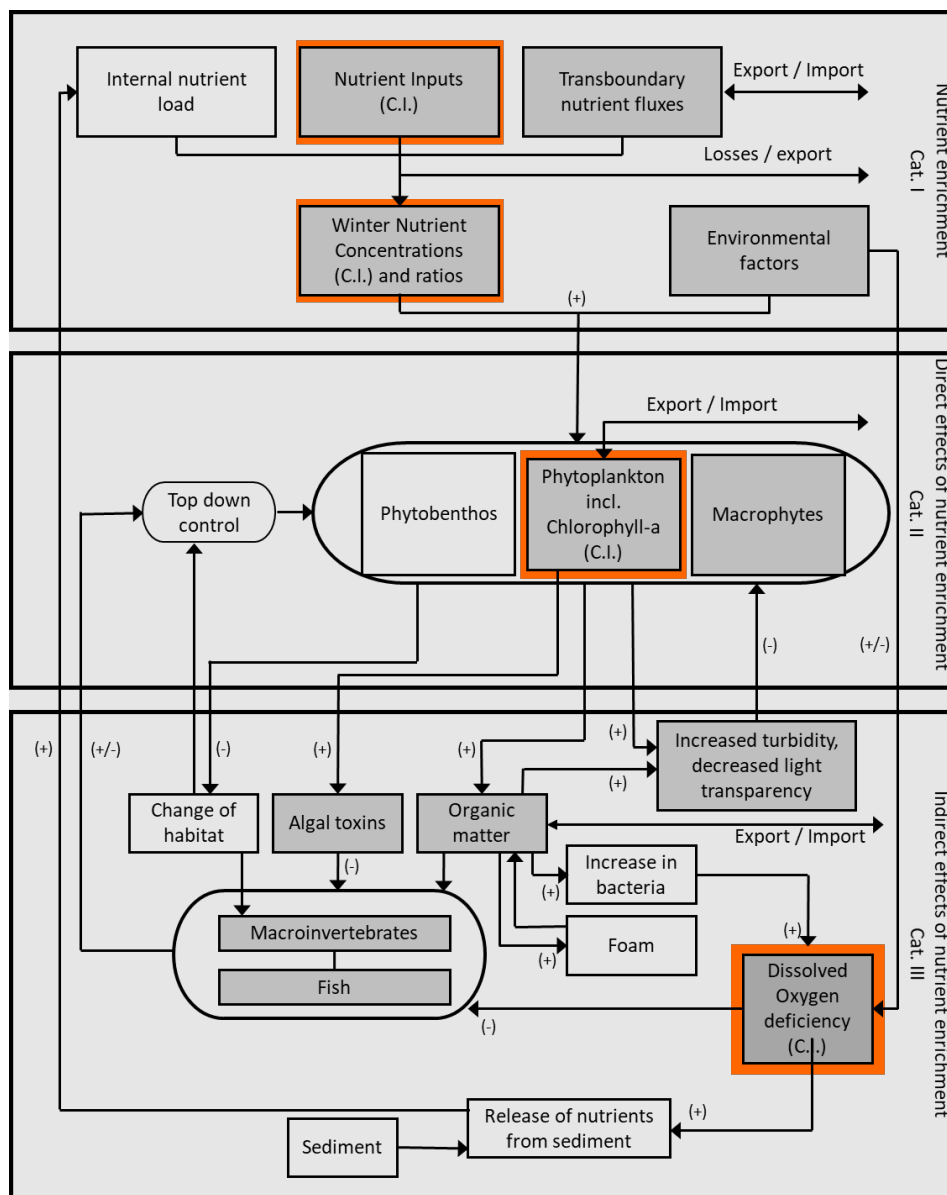 Internal nutrient
load
Nutrient Inputs
(C.I.)
Transboundary
nutrient fluxes
Export / Import
Losses / export
Winter Nutrient
Concentrations
(C.I.) and ratios
Environmental
factors
(+)
Nutrient enrichment
Cat. I
Export / Import
Top down
control
Phytobenthos
Phytoplankton
incl.
Chlorophyll-a
(C.I.)
Macrophytes
(-)
(+/-)
Direct effects of nutrient enrichment
Cat. II
(+)
(+/-)
(-)
(+)
(+)
(+)
(+)
Increased turbidity,
decreased light
transparency
Change of
habitat
Algal toxins
Organic
matter
Export / Import
(-)
(+)
Increase in
bacteria
(+)
Macroinvertebrates
Foam
(+)
Fish
Dissolved
Oxygen
deficiency
(C.I.)
(-)
(+)
Release of nutrients
from sediment
Sediment
Indirect effects of nutrient enrichment
Cat. III